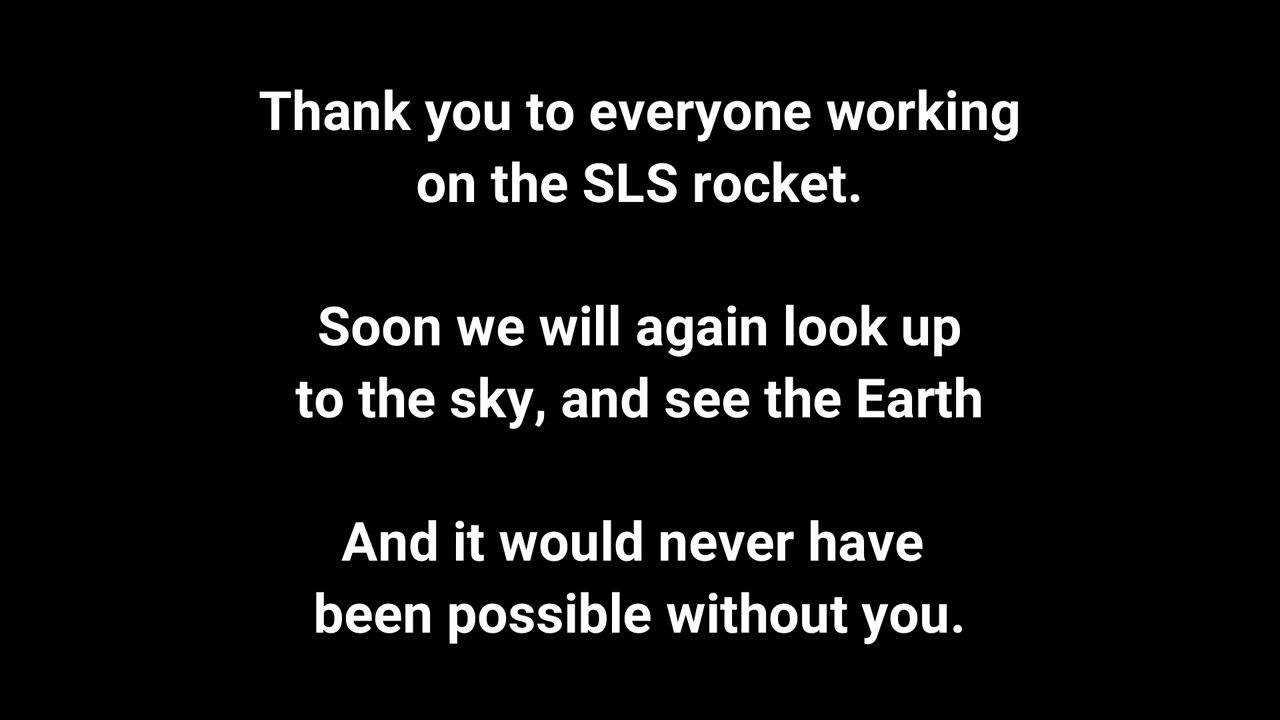 Thank you to everyone working
on the SLS rocket.
Soon we will again look up
to the sky, and see the Earth
And it would never have
been possible without you.